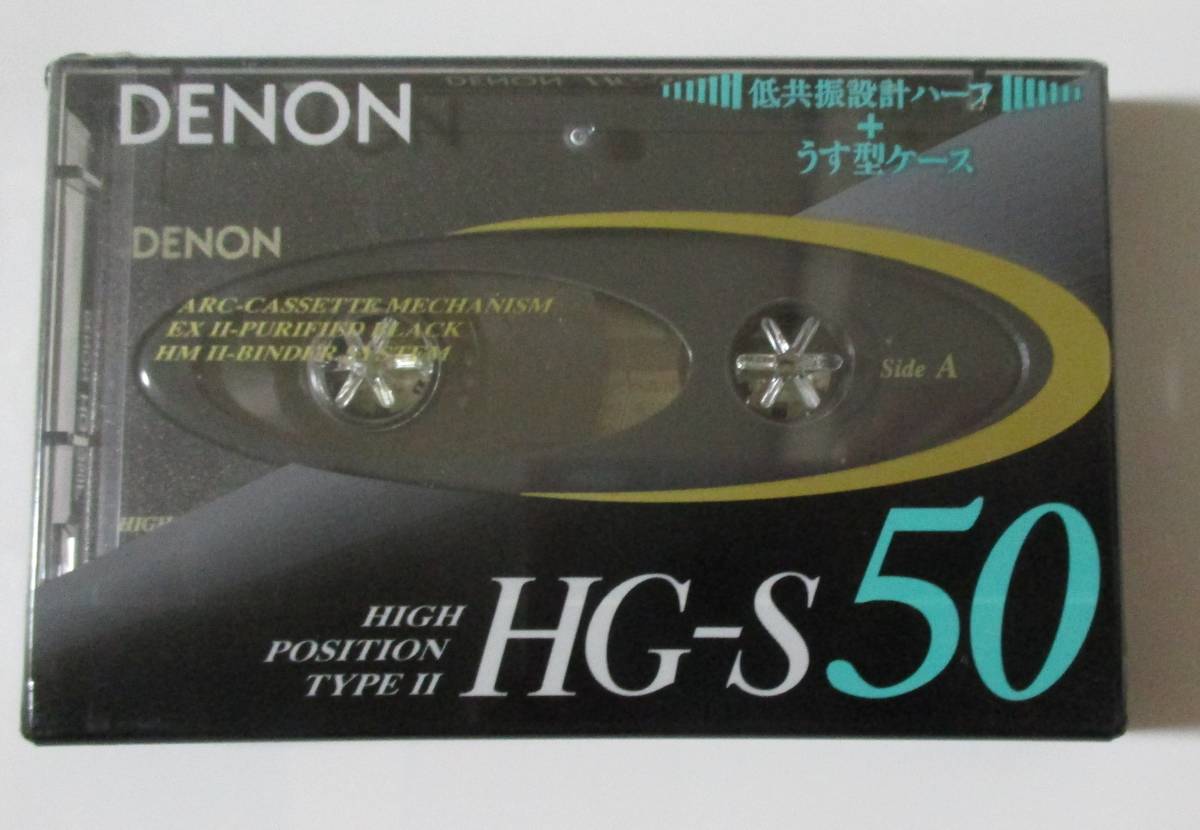 DENON
低共振設計ハーフ
+
うす型ケース
DENON
ARC-CASSETTE MECHANISM
EX II-PURIFIED BLACK
HM II-BINDER SYSTEM
Side A
HIGH
HIGH
POSITION
TYPE II
HG-S 50